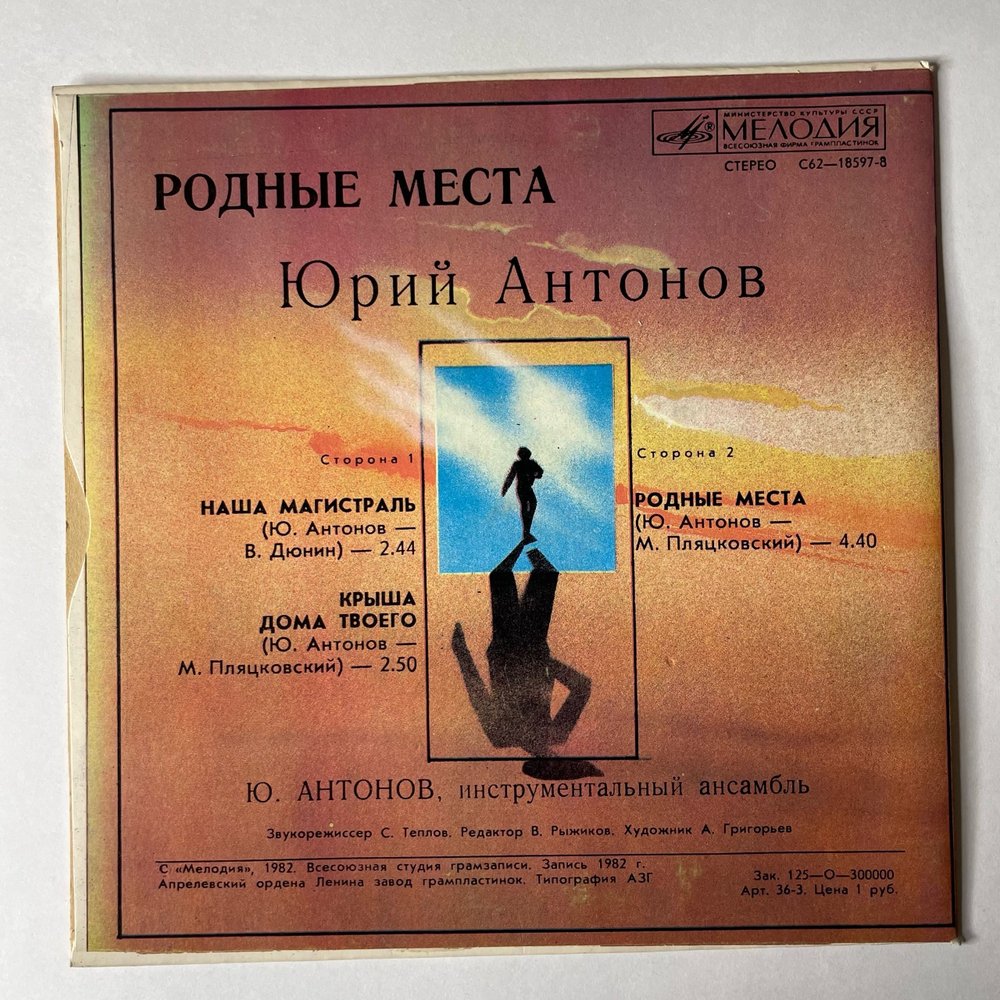 МИНИСТЕРСТВО КУЛЬТУРЫ СССР
МЕЛОДИЯ
ВСЕСОЮЗНАЯ ФИРМА ГРАМПЛАСТИНОК
СТЕРЕО С62—18597-8
РОДНЫЕ МЕСТА
Юрий Антонов
Сторона 1
НАША МАГИСТРАЛЬ
(Ю. Антонов —
В. Дюнин) — 2.44
КРЫША
ДОМА ТВОЕГО
(Ю. Антонов —
М. Пляцковский) — 2.50
Сторона 2
РОДНЫЕ МЕСТА
(Ю. Антонов —
М. Пляцковский) — 4.40
Ю. АНТОНОВ, инструментальный ансамбль
Звукорежиссер С. Теплов. Редактор В. Рыжиков. Художник А. Григорьев
С «Мелодия», 1982. Всесоюзная студия грамзаписи. Запись 1982 г.
Апрелевский ордена Ленина завод грампластинок. Типография АЗГ
Зак. 125—О—300000
Арт. 36-3. Цена 1 руб.